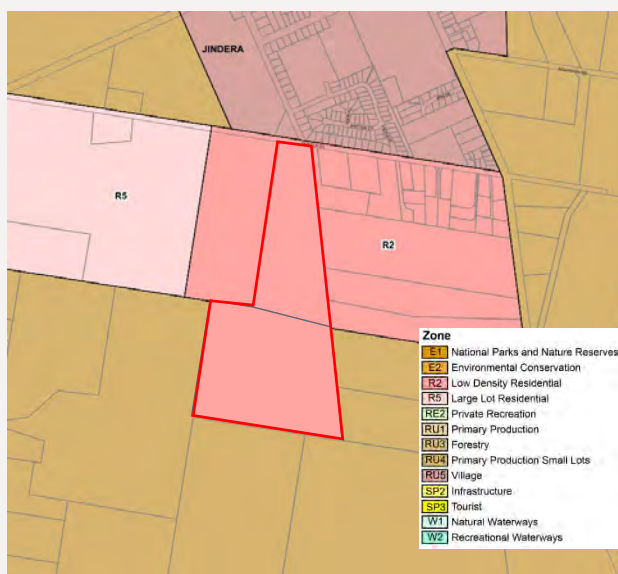 JINDERA
R5
R2
Zone
E1 National Parks and Nature Reserves
E2 Environmental Conservation
R2 Low Density Residential
R5 Large Lot Residential
RE2 Private Recreation
RU1 Primary Production
RU3 Forestry
RU4 Primary Production Small Lots
RU5 Village
SP2 Infrastructure
SP3 Tourist
W1 Natural Waterways
W2 Recreational Waterways